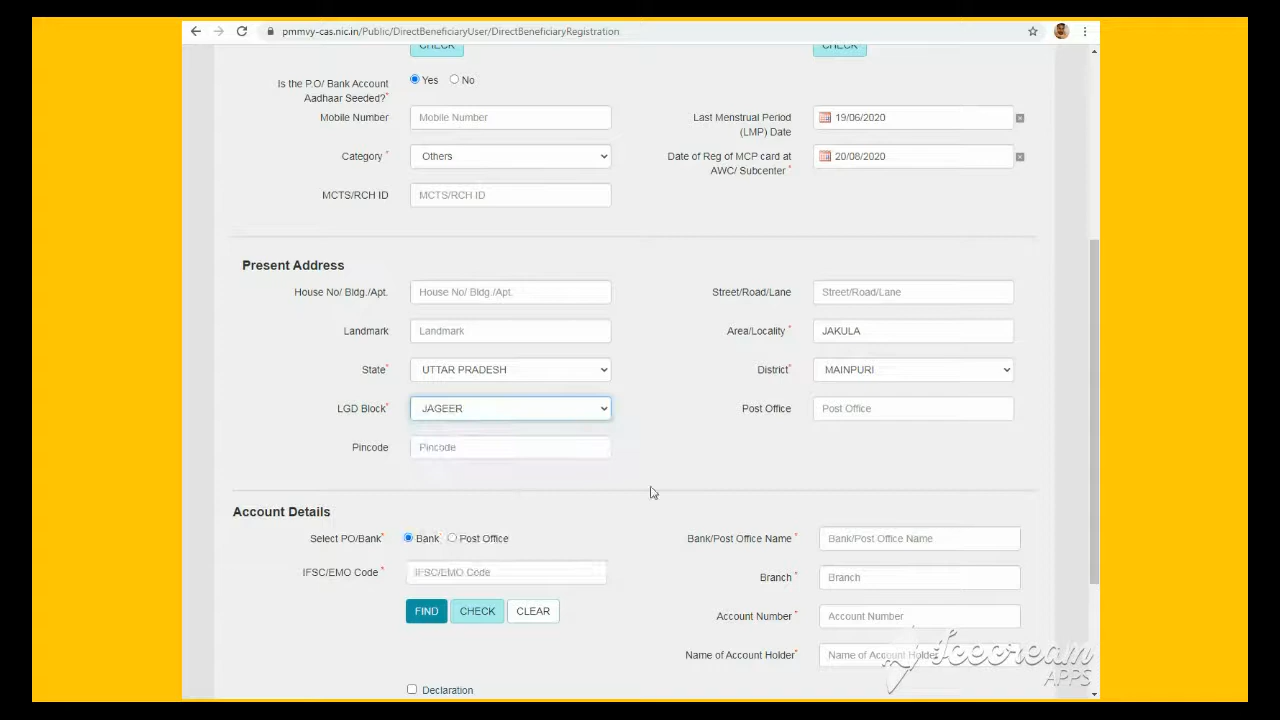 pmmvy-cas.nic.in/Public/DirectBeneficiaryUser/DirectBeneficiaryRegistration
CHECK CHECK
Is the P.O/ Bank Account Aadhaar Seeded?* Yes No
Mobile Number Mobile Number Last Menstrual Period (LMP) Date 19/06/2020
Category * Others Date of Reg of MCP card at AWC/ Subcenter * 20/08/2020
MCTS/RCH ID MCTS/RCH ID
Present Address
House No/ Bldg./Apt. House No/ Bldg./Apt. Street/Road/Lane Street/Road/Lane
Landmark Landmark Area/Locality * JAKULA
State* UTTAR PRADESH District* MAINPURI
LGD Block* JAGEER Post Office Post Office
Pincode Pincode
Account Details
Select PO/Bank* Bank Post Office Bank/Post Office Name * Bank/Post Office Name
IFSC/EMO Code * IFSC/EMO Code Branch * Branch
FIND CHECK CLEAR Account Number * Account Number
Name of Account Holder* Name of Account Holder
Declaration
Icecream
APPS